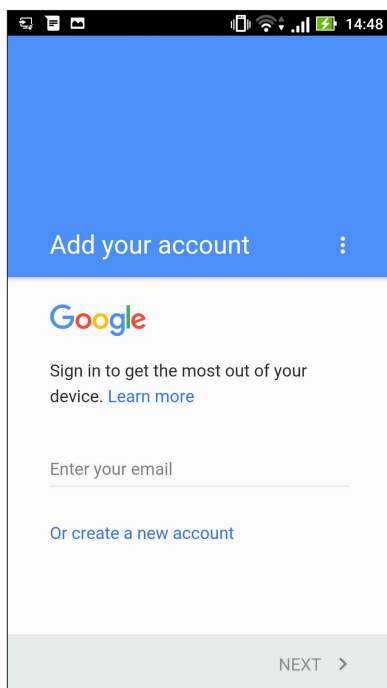 14:48
Add your account
Google
Sign in to get the most out of your
device. Learn more
Enter your email
Or create a new account
NEXT